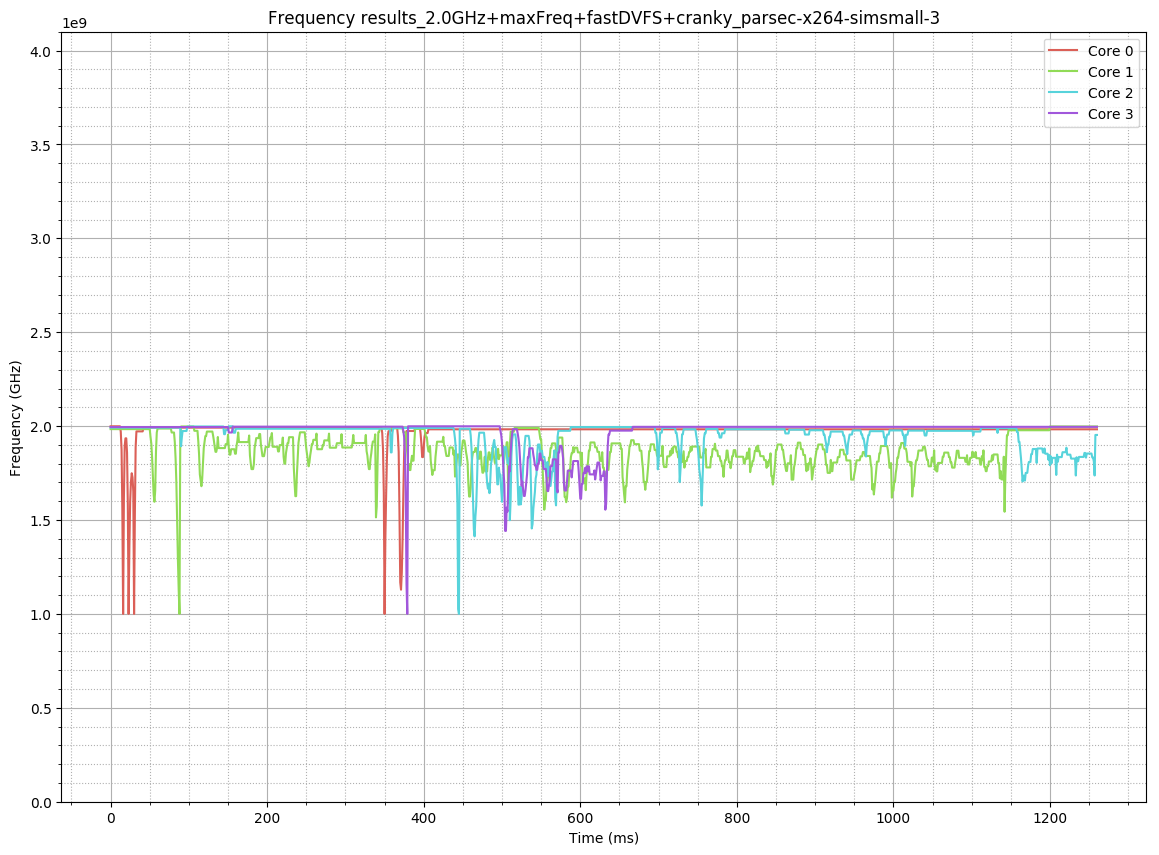 Frequency results_2.0GHz+maxFreq+fastDVFS+cranky_parsec-x264-simsmall-3
1e9
4.0
3.5
3.0
2.5
2.0
1.5
1.0
0.5
0.0
Frequency (GHz)
Core 0
Core 1
Core 2
Core 3
0 200 400 600 800 1000 1200
Time (ms)